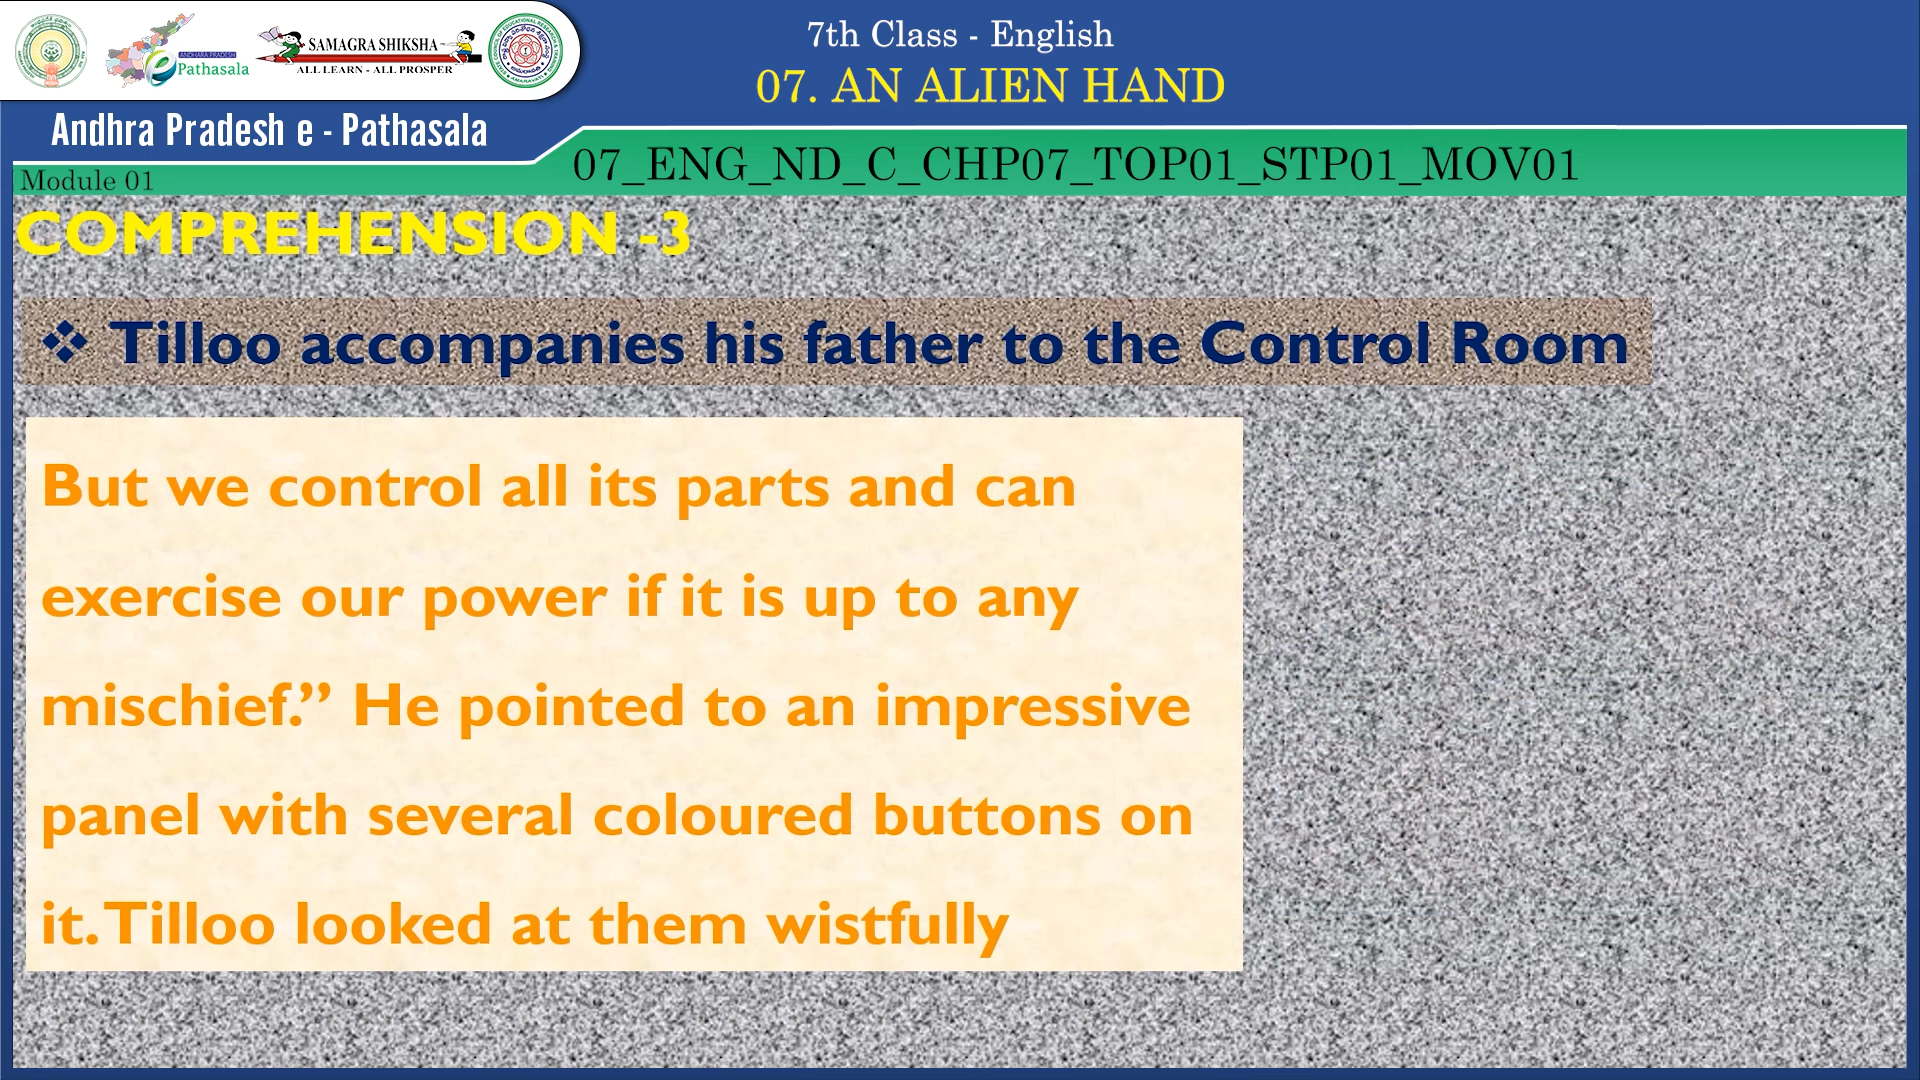 7th Class - English
07. AN ALIEN HAND
ANDHARA PRADESH
Pathasala
SAMAGRA SHIKSHA
ALL LEARN - ALL PROSPER
Andhra Pradesh e - Pathasala
07_ENG_ND_C_CHP07_TOP01_STP01_MOV01
Module 01
COMPREHENSION -3
❖ Tilloo accompanies his father to the Control Room
But we control all its parts and can
exercise our power if it is up to any
mischief.” He pointed to an impressive
panel with several coloured buttons on
it. Tilloo looked at them wistfully